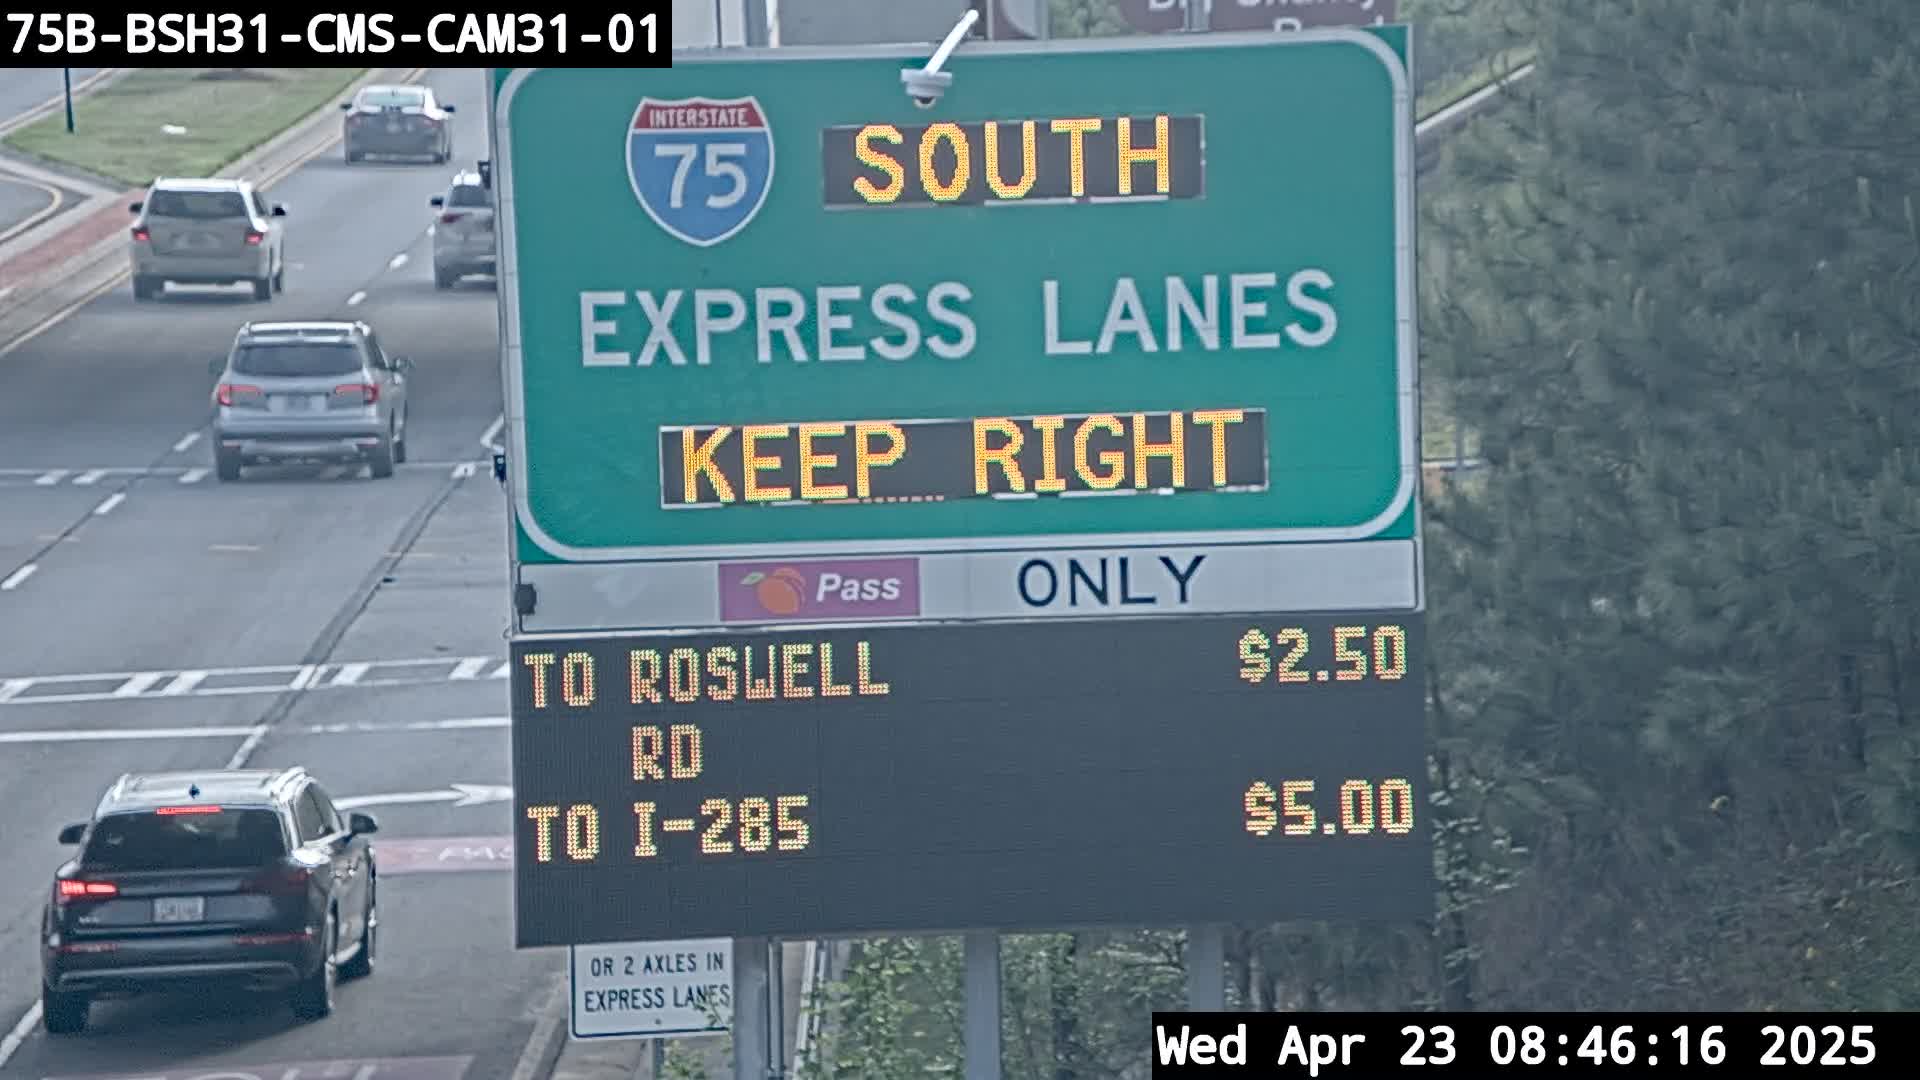 75B-BSH31-CMS-CAM31-01
INTERSTATE
75
SOUTH
EXPRESS LANES
KEEP RIGHT
Pass ONLY
TO ROSWELL $2.50
RD
TO I-285 $5.00
OR 2 AXLES IN
EXPRESS LANES
Wed Apr 23 08:46:16 2025